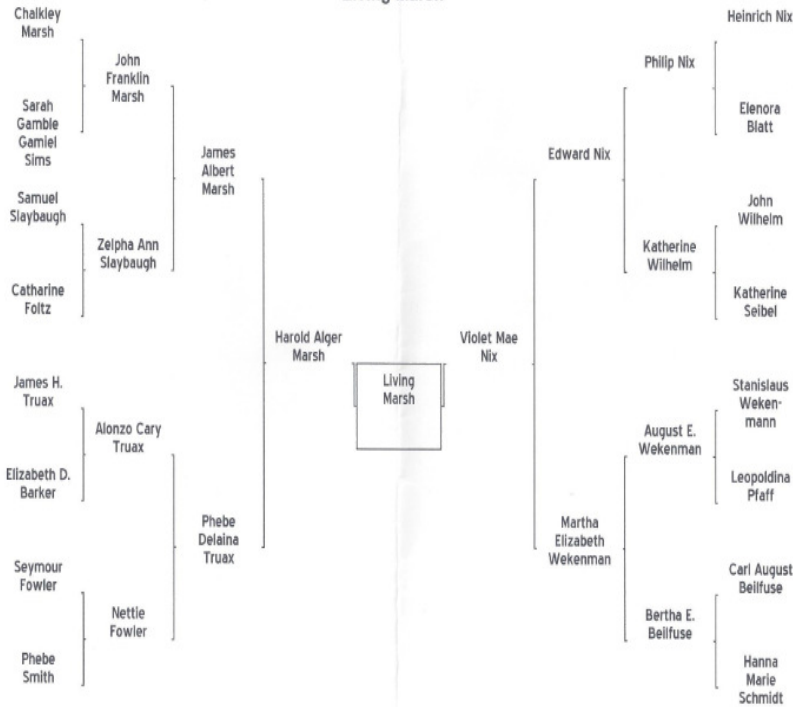 Chalkley
Marsh
John
Franklin
Marsh
Sarah
Gamble
Gamiel
Sims
James
Albert
Marsh
Samuel
Slaybaugh
Zelpha Ann
Slaybaugh
Catharine
Foltz
Harold Alger
Marsh
James H.
Truax
Alonzo Cary
Truax
Elizabeth D.
Barker
Phebe
Delaina
Truax
Seymour
Fowler
Nettie
Fowler
Phebe
Smith
Living
Marsh
Violet Mae
Nix
Heinrich Nix
Philip Nix
Elenora
Blatt
Edward Nix
John
Wilhelm
Katherine
Wilhelm
Katherine
Seibel
Stanislaus
Weken-
mann
August E.
Wekenman
Leopoldina
Pfaff
Martha
Elizabeth
Wekenman
Carl August
Beilfuse
Bertha E.
Beilfuse
Hanna
Marie
Schmidt